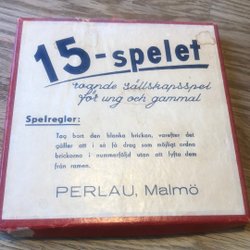 15-spelet
rogande sällskapsspel
för ung och gammal
Spelregler:
Tag bort den blanka brickan, varefter det
gäller att i så få drag som möjligt ordna
brickorna i nummerföljd utan att lyfta dem
från ramen.
PERLAU, Malmö